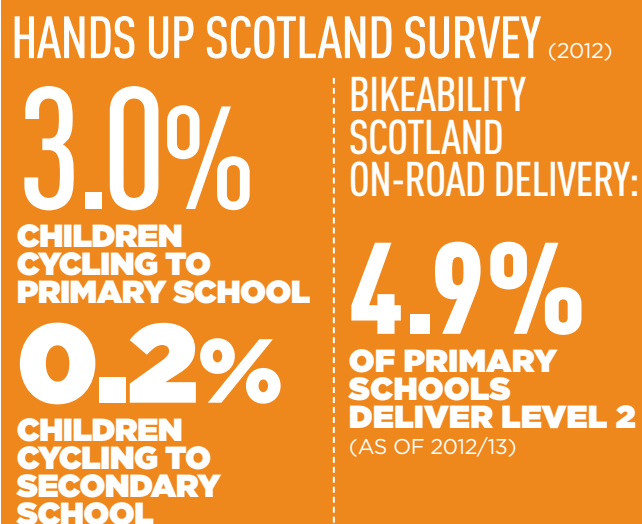 HANDS UP SCOTLAND SURVEY (2012)
3.0%
CHILDREN
CYCLING TO
PRIMARY SCHOOL
0.2%
CHILDREN
CYCLING TO
SECONDARY
SCHOOL
BIKEABILITY
SCOTLAND
ON-ROAD DELIVERY:
4.9%
OF PRIMARY
SCHOOLS
DELIVER LEVEL 2
(AS OF 2012/13)